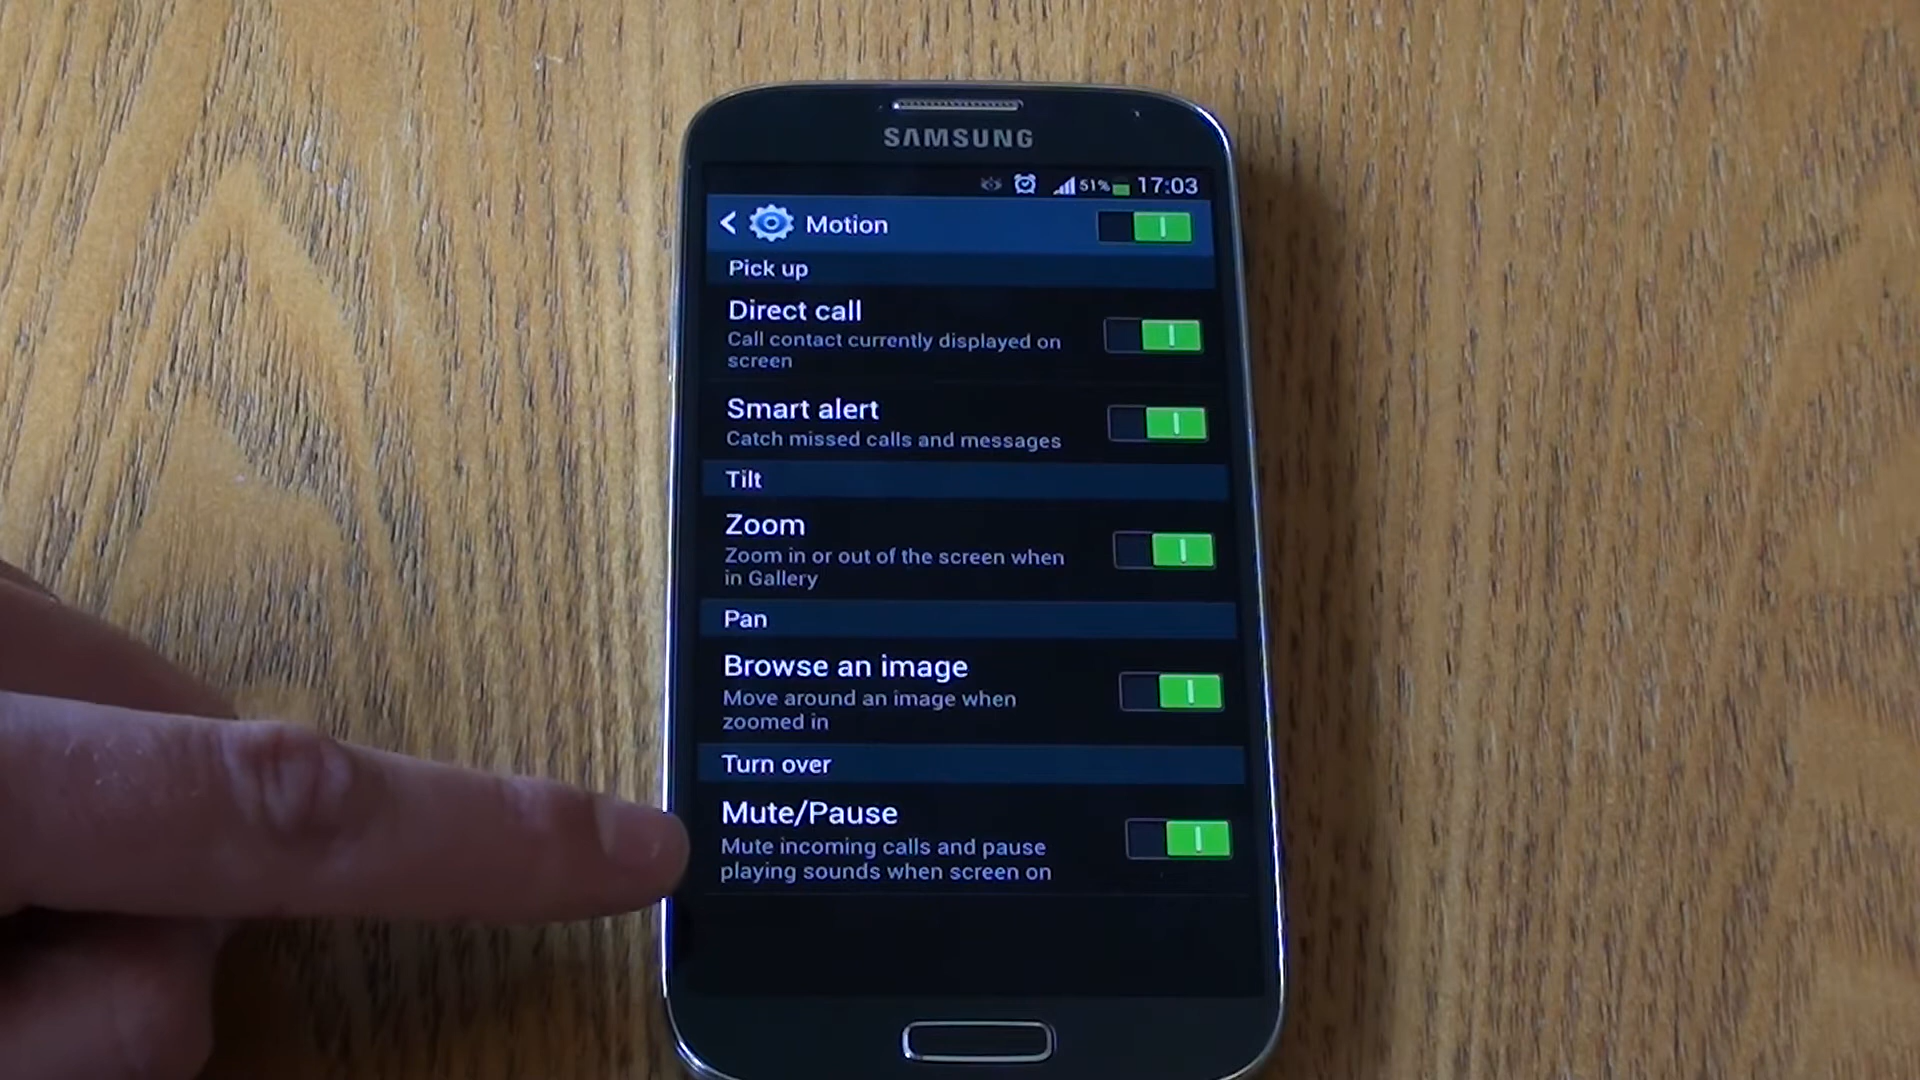 SAMSUNG
51% 17:03
Motion
Pick up
Direct call
Call contact currently displayed on
screen
Smart alert
Catch missed calls and messages
Tilt
Zoom
Zoom in or out of the screen when
in Gallery
Pan
Browse an image
Move around an image when
zoomed in
Turn over
Mute/Pause
Mute incoming calls and pause
playing sounds when screen on